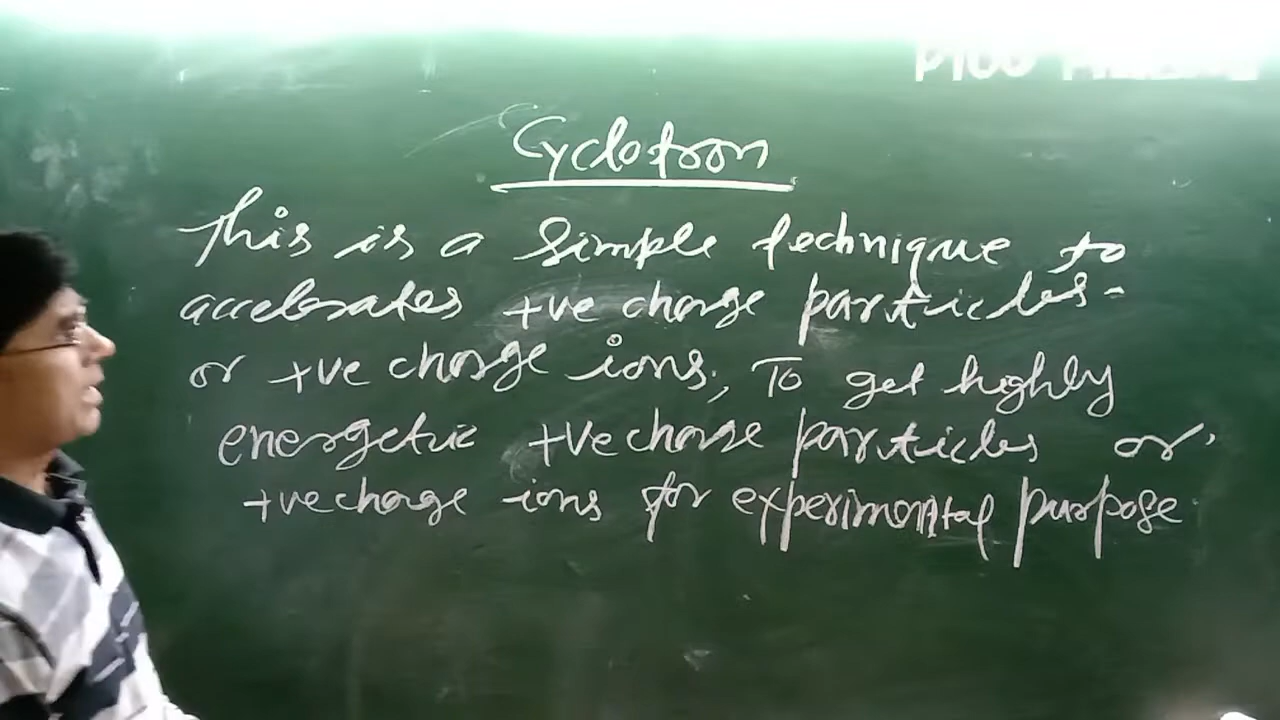 Cyclotron
This is a simple technique to
accelerates +ve charge particles-
or +ve charge ions, To get highly
energetic +ve charge particles or
+ve charge ions for experimental purpose